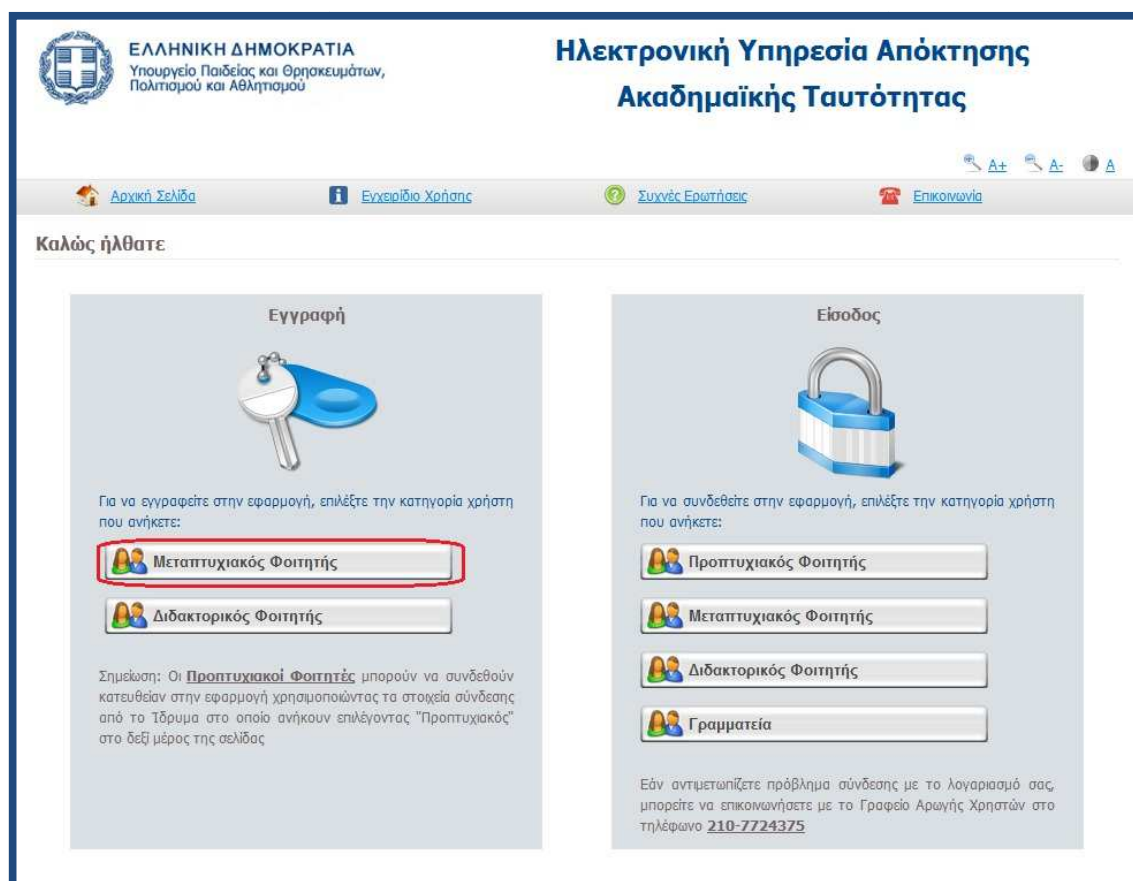 ΕΛΛΗΝΙΚΗ ΔΗΜΟΚΡΑΤΙΑ
Υπουργείο Παιδείας και Θρησκευμάτων,
Πολιτισμού και Αθλητισμού
Ηλεκτρονική Υπηρεσία Απόκτησης
Ακαδημαϊκής Ταυτότητας
A+ A- A
Αρχική Σελίδα Εγχειρίδιο Χρήσης Συχνές Ερωτήσεις Επικοινωνία
Καλώς ήλθατε
Εγγραφή
Για να εγγραφείτε στην εφαρμογή, επιλέξτε την κατηγορία χρήστη
που ανήκετε:
Μεταπτυχιακός Φοιτητής
Διδακτορικός Φοιτητής
Σημείωση: Οι Προπτυχιακοί Φοιτητές μπορούν να συνδεθούν
κατευθείαν στην εφαρμογή χρησιμοποιώντας τα στοιχεία σύνδεσης
από το Ίδρυμα στο οποίο ανήκουν επιλέγοντας "Προπτυχιακός"
στο δεξί μέρος της σελίδας
Είσοδος
Για να συνδεθείτε στην εφαρμογή, επιλέξτε την κατηγορία χρήστη
που ανήκετε:
Προπτυχιακός Φοιτητής
Μεταπτυχιακός Φοιτητής
Διδακτορικός Φοιτητής
Γραμματεία
Εάν αντιμετωπίζετε πρόβλημα σύνδεσης με το λογαριασμό σας,
μπορείτε να επικοινωνήσετε με το Γραφείο Αρωγής Χρηστών στο
τηλέφωνο 210-7724375